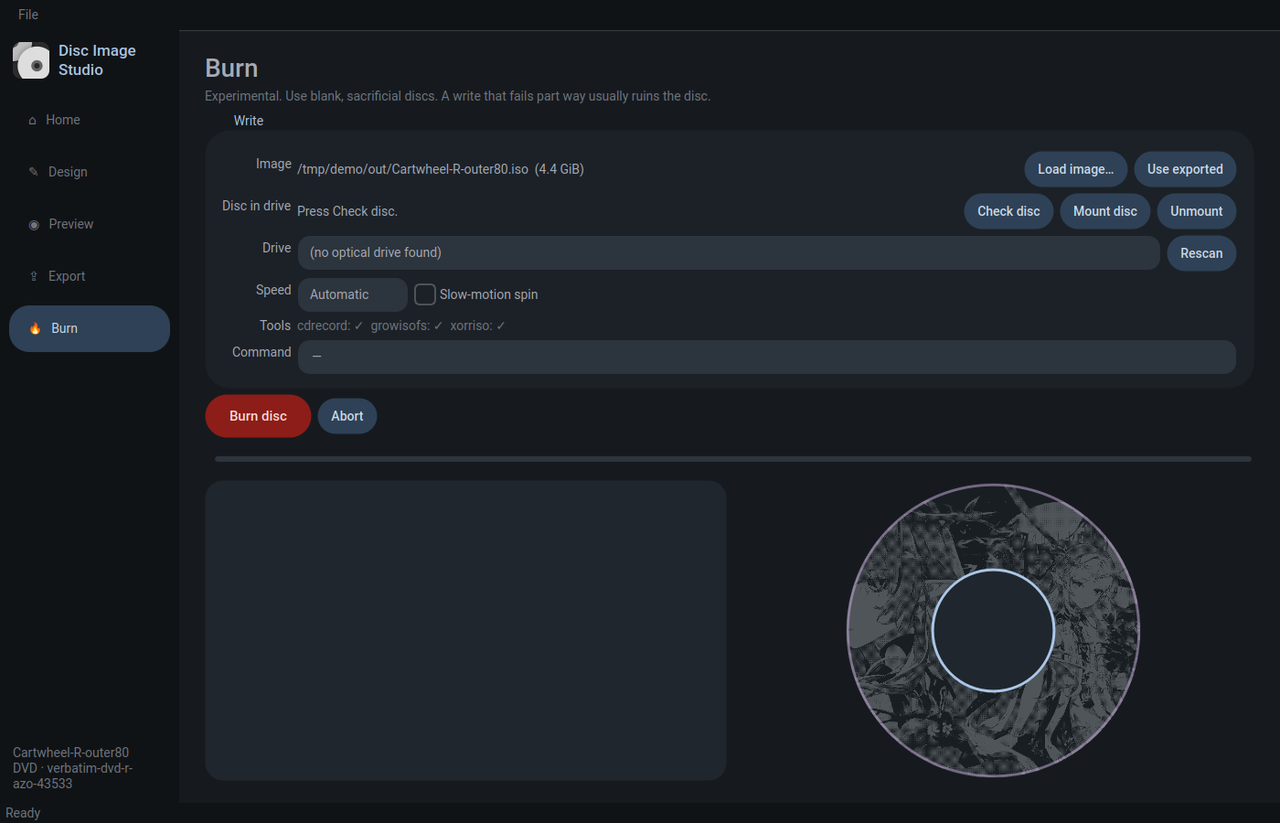 File
Disc Image
Studio
Home
Design
Preview
Export
Burn
Burn
Experimental. Use blank, sacrificial discs. A write that fails part way usually ruins the disc.
Write
Image /tmp/demo/out/Cartwheel-R-outer80.iso (4.4 GiB) Load image... Use exported
Disc in drive Press Check disc. Check disc Mount disc Unmount
Drive (no optical drive found) Rescan
Speed Automatic Slow-motion spin
Tools cdrecord: ✓ growisofs: ✓ xorriso: ✓
Command —
Burn disc Abort
Cartwheel-R-outer80
DVD · verbatim-dvd-r-
azo-43533
Ready